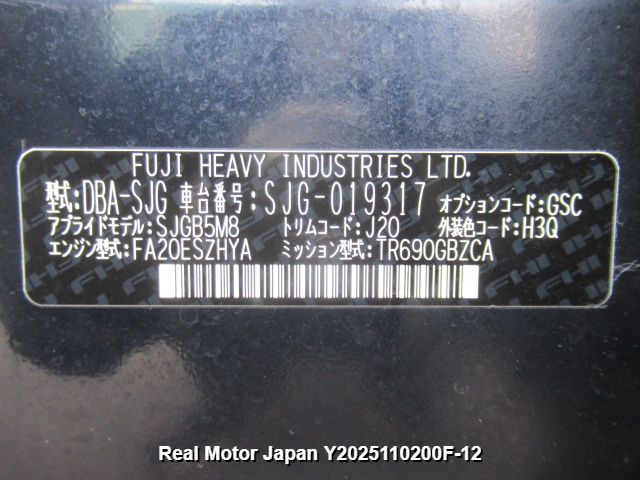 FUJI HEAVY INDUSTRIES LTD.
型式:DBA-SJG 車台番号:SJG-019317 オプションコード:GSC
アプライドモデル:SJGB5M8 トリムコード:J20 外装色コード:H3Q
エンジン型式:FA20ESZHYA ミッション型式:TR690GBZCA
Real Motor Japan Y2025110200F-12